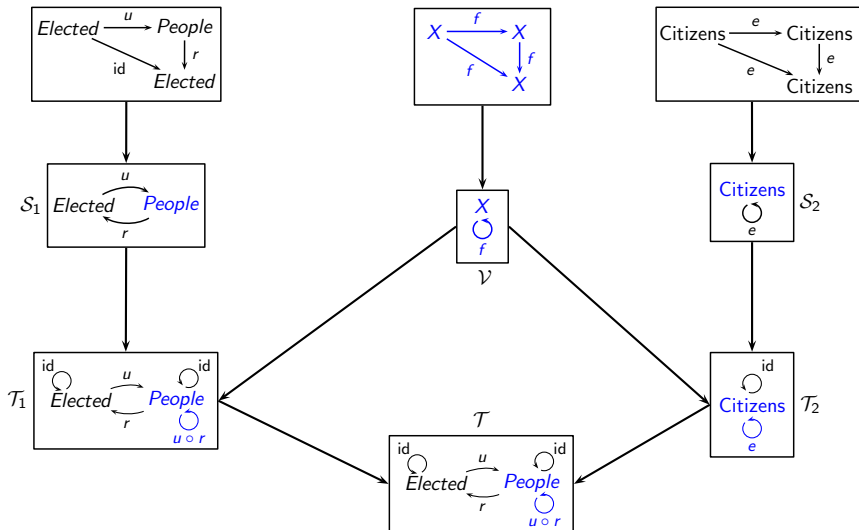 Elected u People
id r
Elected
X f X
f f
X
Citizens e Citizens
e e
Citizens
S₁
u
Elected People
r
X
f
V
Citizens
e
S₂
T₁
id id
u
Elected People
r
u ∘ r
id
Citizens
e
T₂
T
id id
u
Elected People
r
u ∘ r